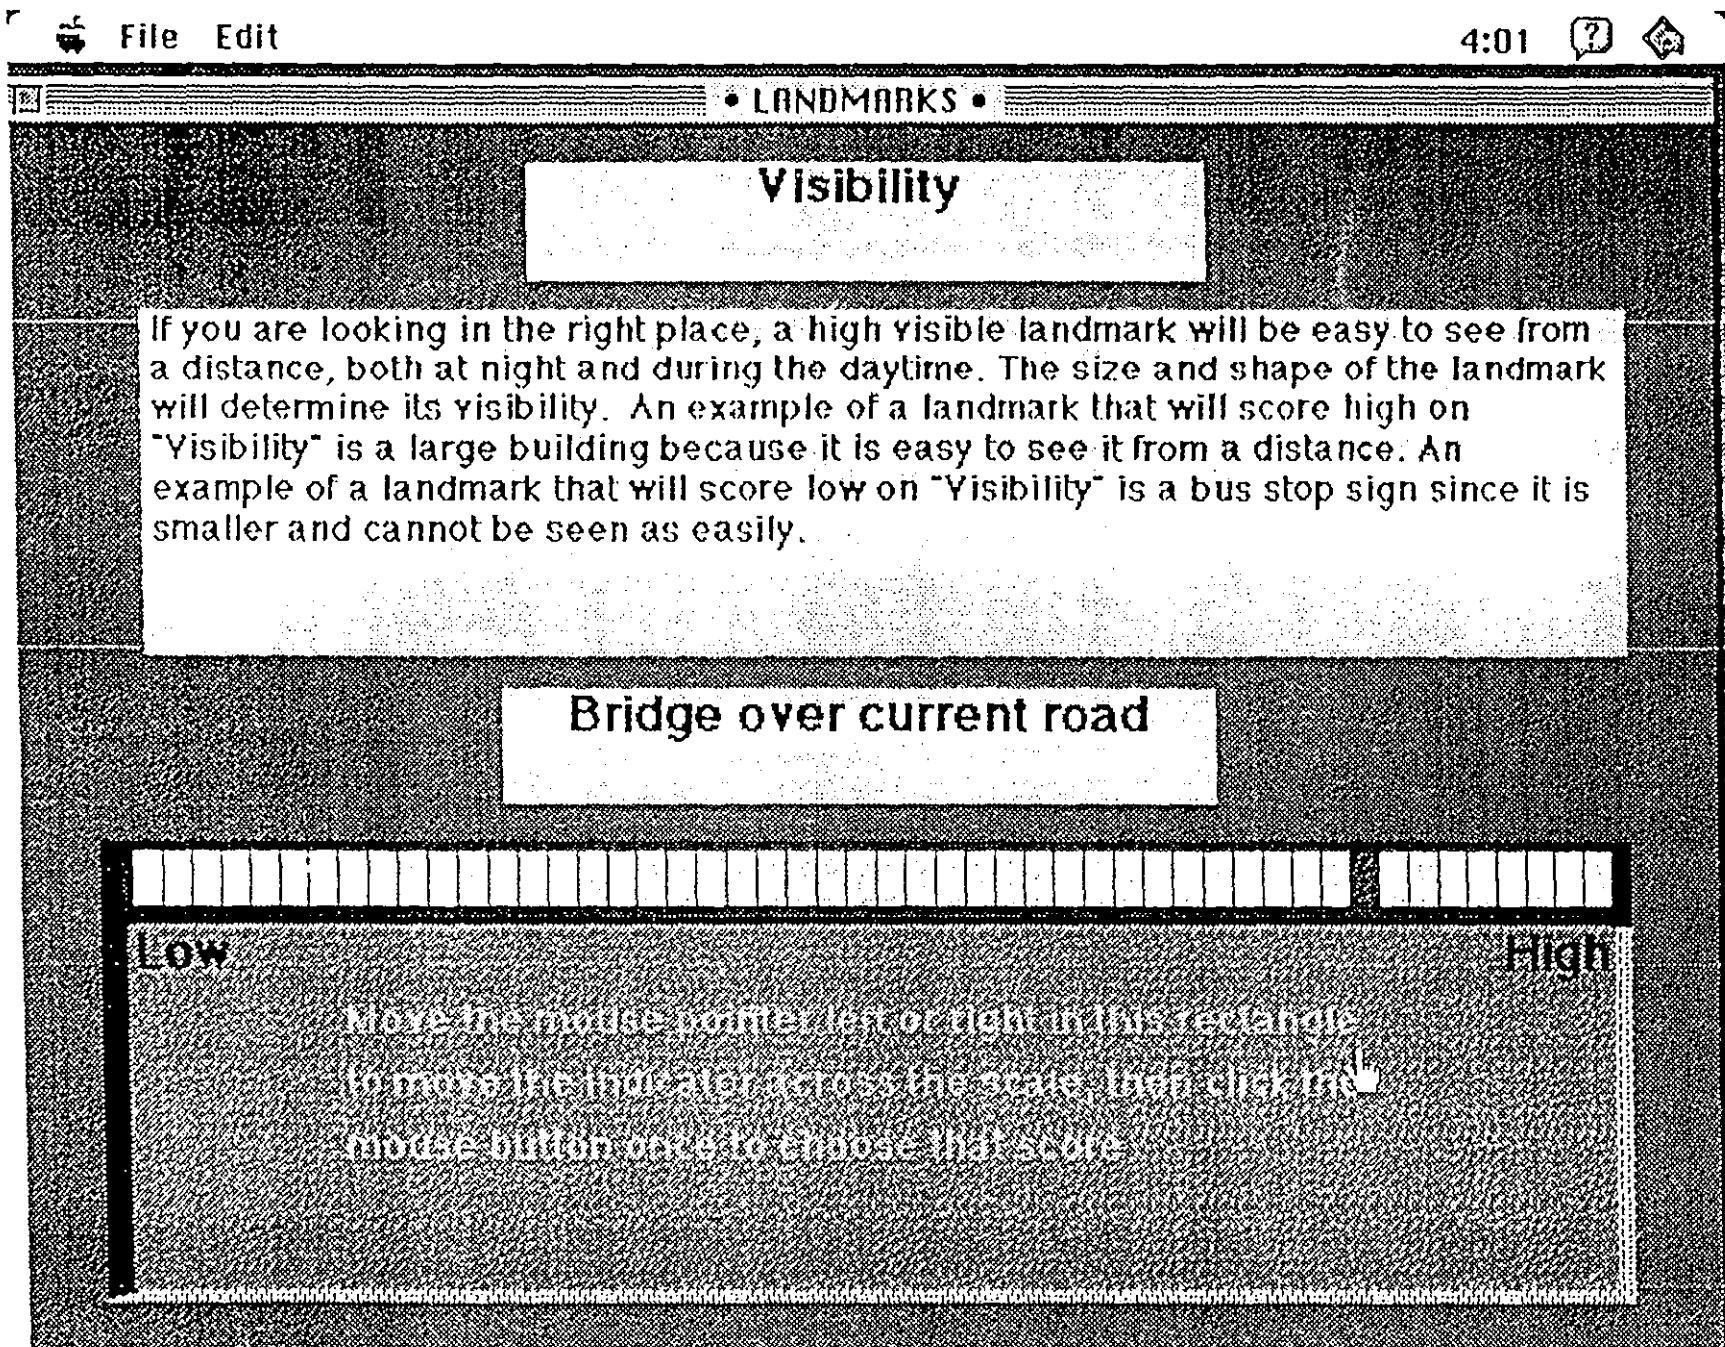 File Edit 4:01
• LANDMARKS •
Visibility
If you are looking in the right place, a high visible landmark will be easy to see from
a distance, both at night and during the daytime. The size and shape of the landmark
will determine its visibility. An example of a landmark that will score high on
"Visibility" is a large building because it is easy to see it from a distance. An
example of a landmark that will score low on "Visibility" is a bus stop sign since it is
smaller and cannot be seen as easily.
Bridge over current road
Low High
Move the mouse pointer left or right in this rectangle
to move the indicator across the scale, then click the
mouse button once to choose that score